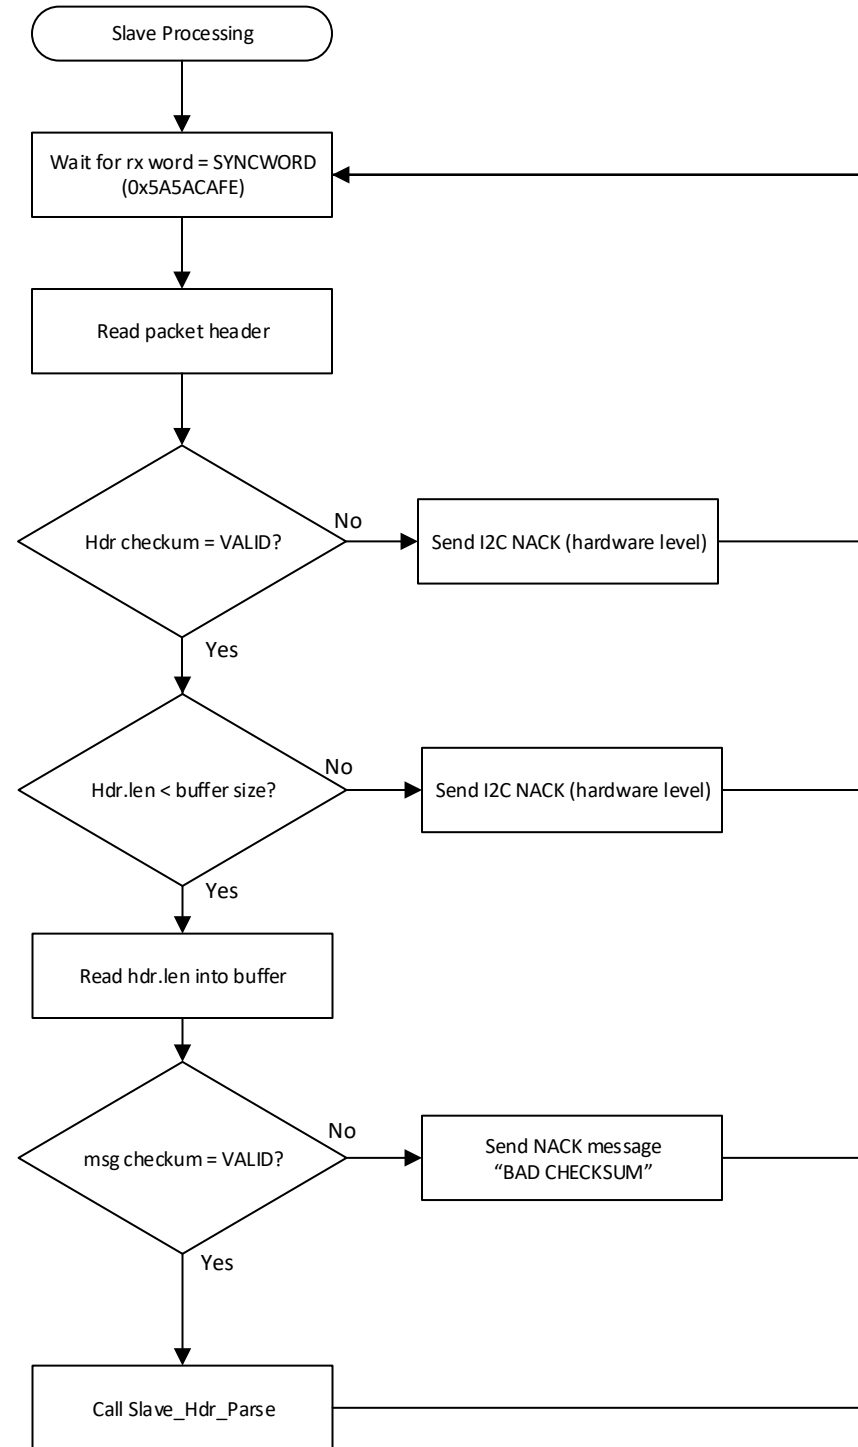 Slave Processing
Wait for rx word = SYNCWORD
(0x5A5ACAFE)
Read packet header
Hdr checkum = VALID?
No
Send I2C NACK (hardware level)
Yes
Hdr.len < buffer size?
No
Send I2C NACK (hardware level)
Yes
Read hdr.len into buffer
msg checkum = VALID?
No
Send NACK message
“BAD CHECKSUM”
Yes
Call Slave_Hdr_Parse